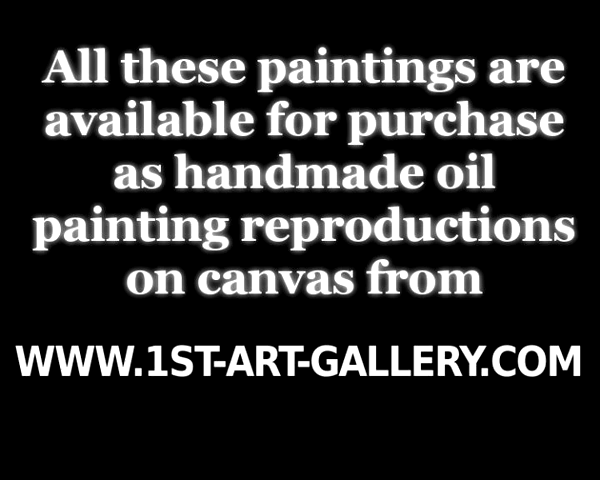 All these paintings are
available for purchase
as handmade oil
painting reproductions
on canvas from
WWW.1ST-ART-GALLERY.COM